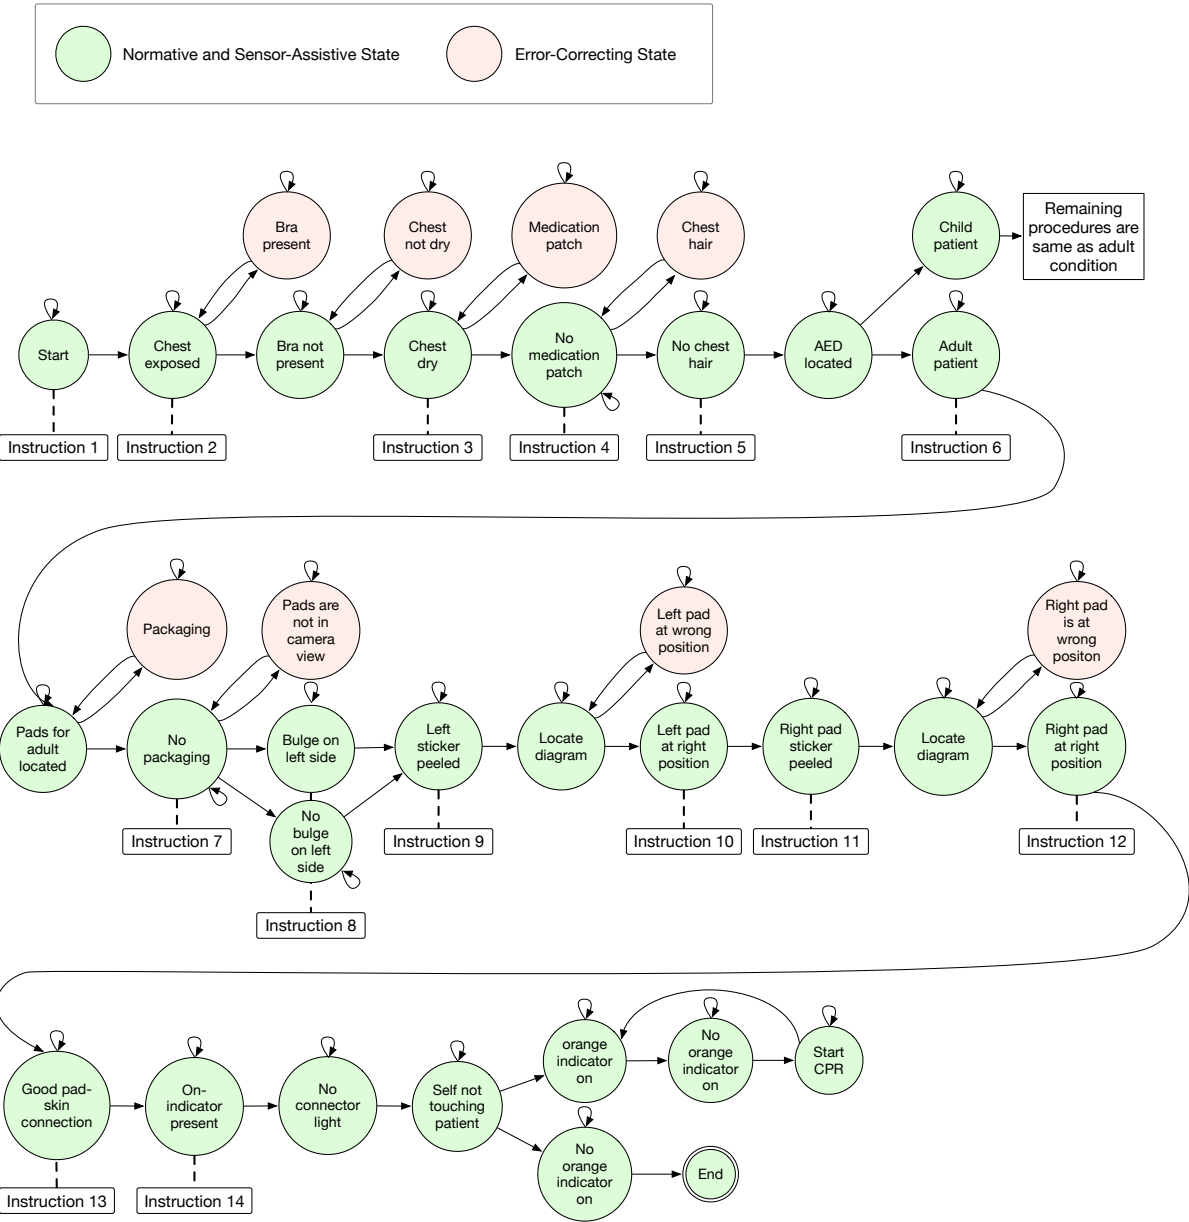 Normative and Sensor-Assistive State
Error-Correcting State
Bra
present
Chest
not dry
Medication
patch
Chest
hair
Child
patient
Remaining
procedures are
same as adult
condition
Start
Chest
exposed
Bra not
present
Chest
dry
No
medication
patch
No chest
hair
AED
located
Adult
patient
Instruction 1
Instruction 2
Instruction 3
Instruction 4
Instruction 5
Instruction 6
Packaging
Pads are
not in
camera
view
Left pad
at wrong
position
Right pad
is at
wrong
positon
Pads for
adult
located
No
packaging
Bulge on
left side
Left
sticker
peeled
Locate
diagram
Left pad
at right
position
Right pad
sticker
peeled
Locate
diagram
Right pad
at right
position
No
bulge
on left
side
Instruction 7
Instruction 9
Instruction 10
Instruction 11
Instruction 12
Instruction 8
orange
indicator
on
No
orange
indicator
on
Start
CPR
Good pad-
skin
connection
On-
indicator
present
No
connector
light
Self not
touching
patient
No
orange
indicator
on
End
Instruction 13
Instruction 14